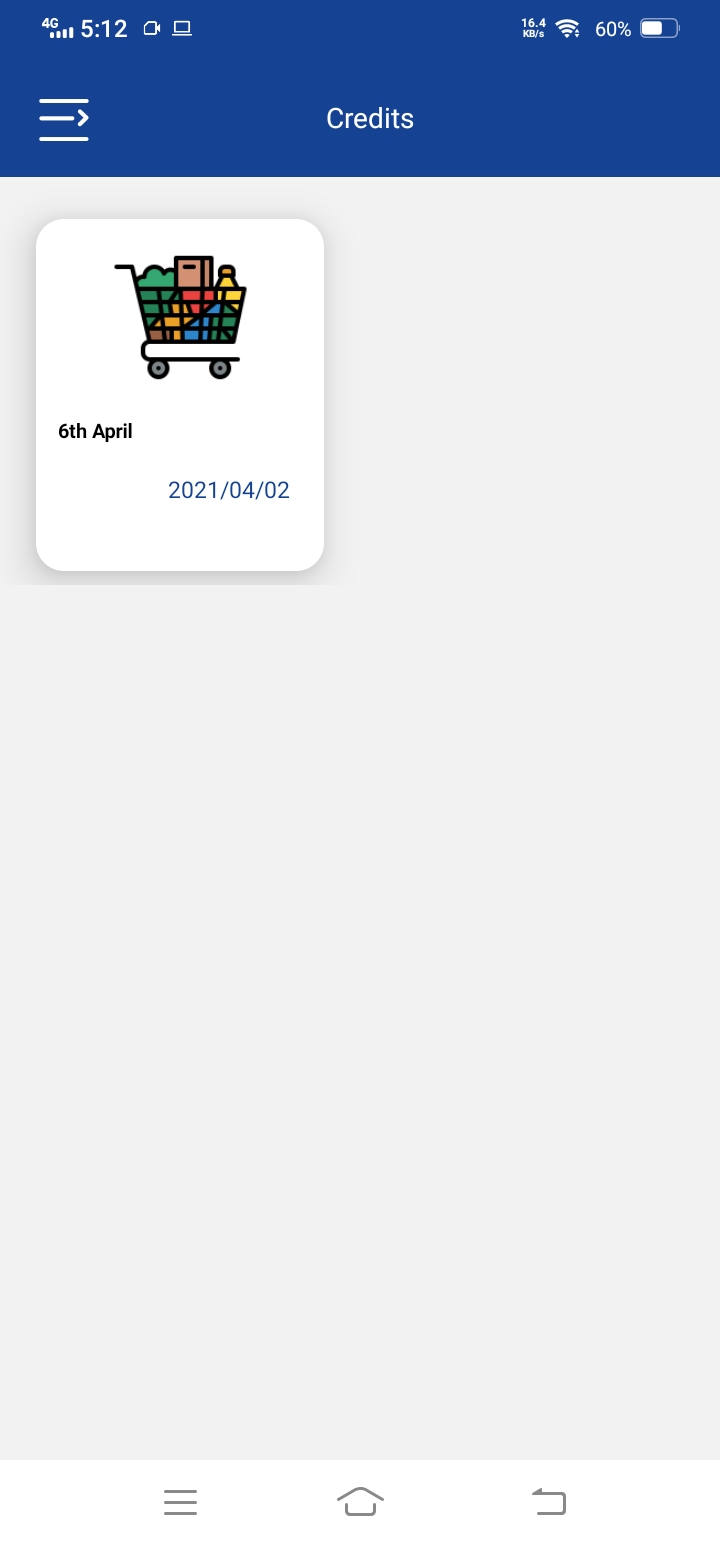 4G 5:12 16.4 KB/s 60%
Credits
6th April
2021/04/02